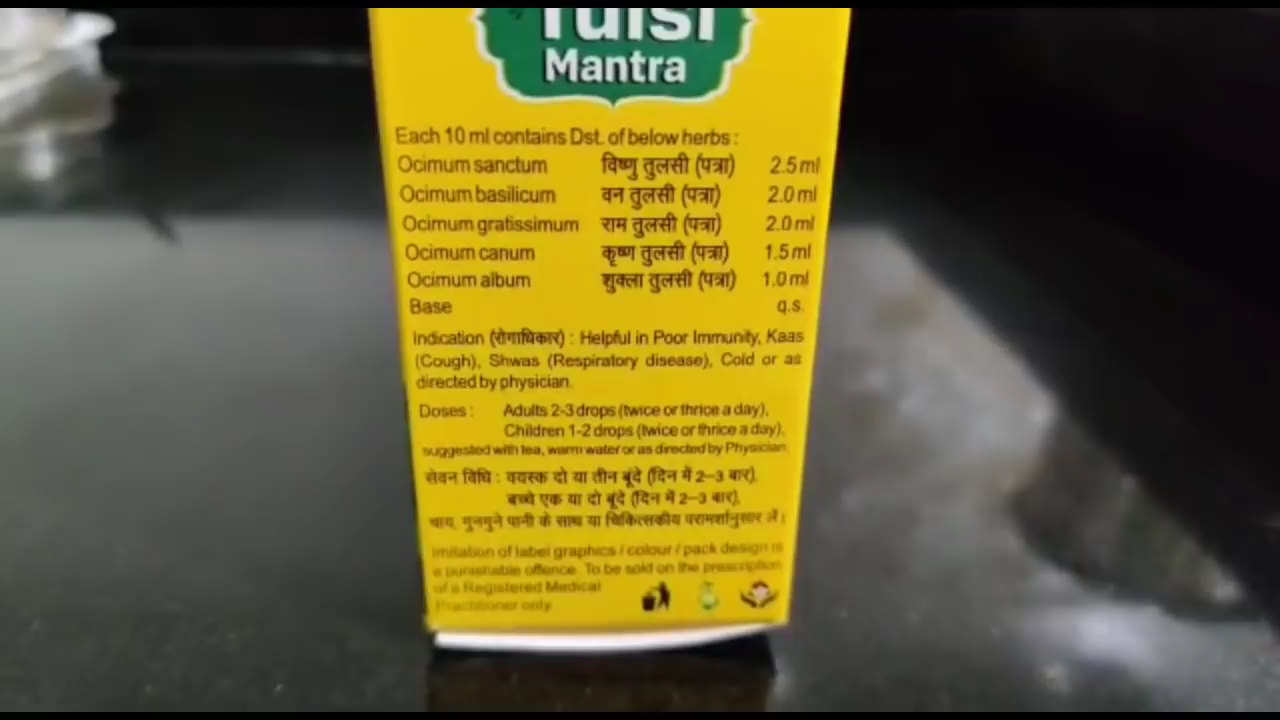 Tulsi
Mantra
Each 10 ml contains Dst. of below herbs :
Ocimum sanctum विष्णु तुलसी (पत्रा) 2.5 ml
Ocimum basilicum वन तुलसी (पत्रा) 2.0 ml
Ocimum gratissimum राम तुलसी (पत्रा) 2.0 ml
Ocimum canum कृष्ण तुलसी (पत्रा) 1.5 ml
Ocimum album शुक्ला तुलसी (पत्रा) 1.0 ml
Base q.s.
Indication (रोगाधिकार) : Helpful in Poor Immunity, Kaas
(Cough), Shwas (Respiratory disease), Cold or as
directed by physician.
Doses : Adults 2-3 drops (twice or thrice a day),
Children 1-2 drops (twice or thrice a day),
suggested with tea, warm water or as directed by Physician.
सेवन विधि : वयस्क दो या तीन बूंदे (दिन में 2–3 बार),
बच्चे एक या दो बूंदे (दिन में 2–3 बार),
चाय, गुनगुने पानी के साथ या चिकित्सकीय परामर्शानुसार लें।
Imitation of label graphics / colour / pack design is
a punishable offence. To be sold on the prescription
of a Registered Medical
Practitioner only